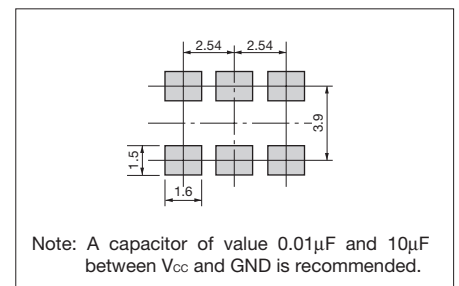 2.54 2.54
3.9
1.5
1.6
Note: A capacitor of value 0.01µF and 10µF
between Vcc and GND is recommended.